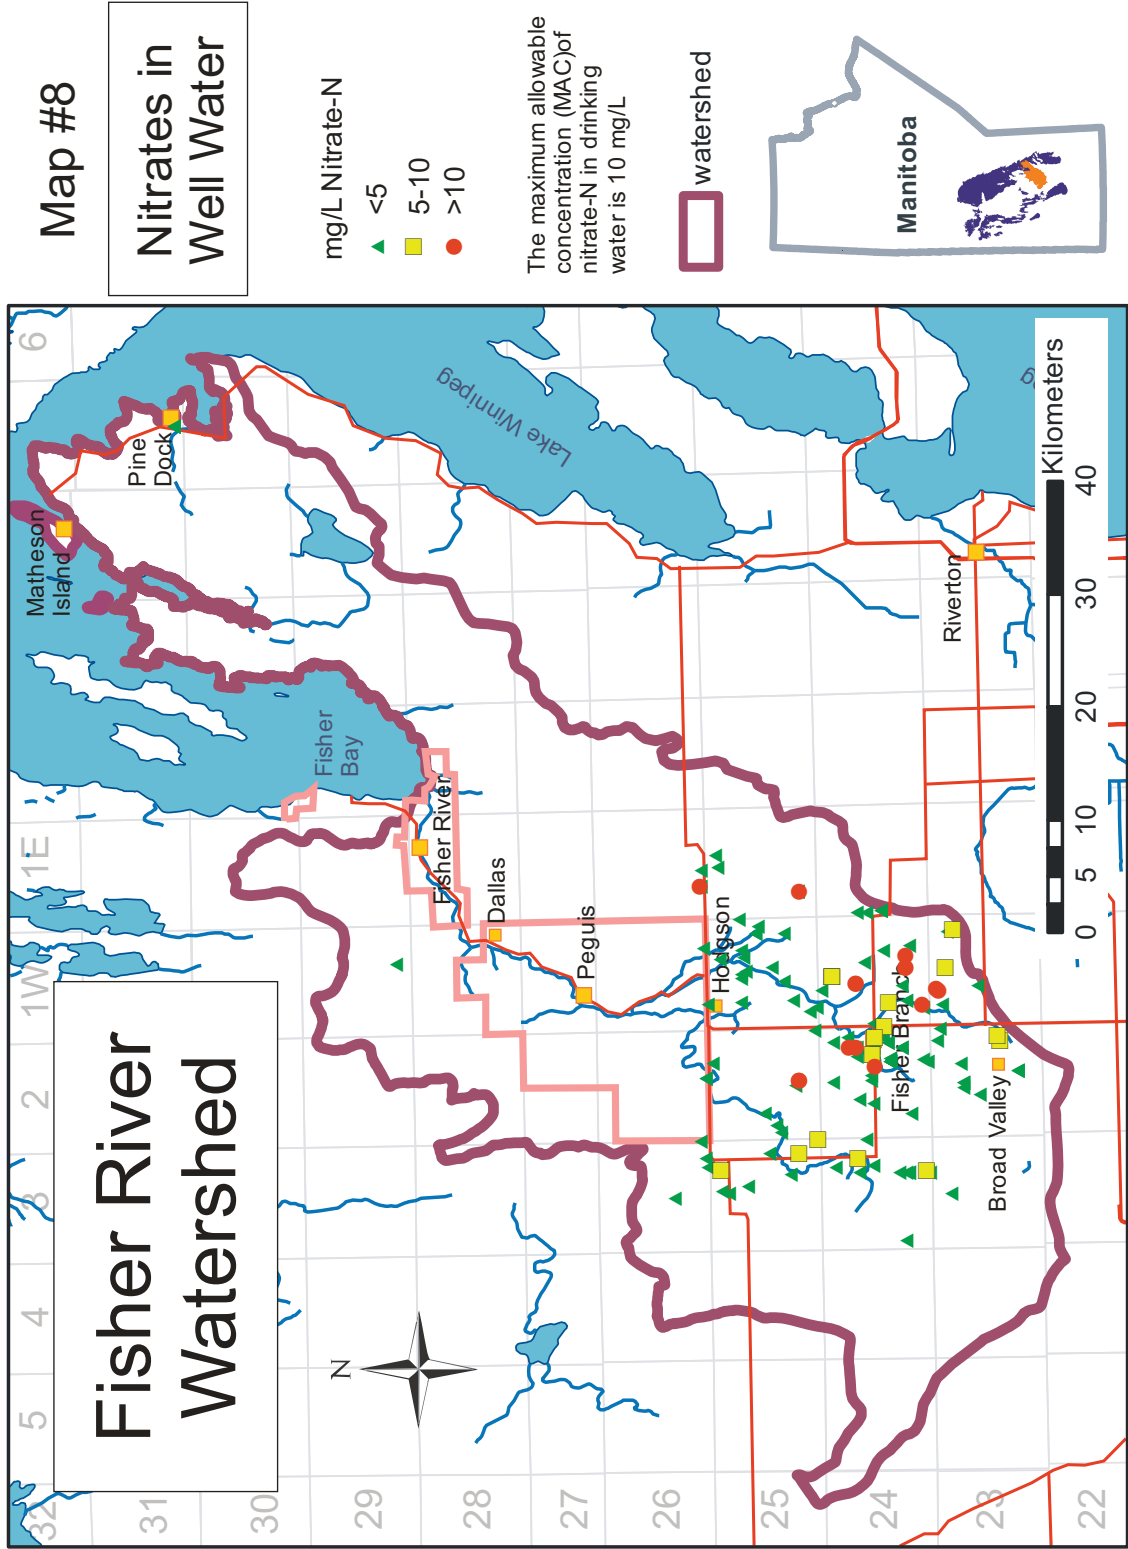 Fisher River
Watershed
Map #8
Nitrates in
Well Water
mg/L Nitrate-N
<5
5-10
>10
The maximum allowable
concentration (MAC)of
nitrate-N in drinking
water is 10 mg/L
watershed
Manitoba
N
Matheson
Island
Pine
Dock
Fisher
Bay
Lake Winnipeg
Fisher River
Dallas
Peguis
Hodgson
Fisher Branch
Broad Valley
Riverton
g
Kilometers
0
5
10
20
30
40
5
4
3
2
1W
1E
6
32
31
30
29
28
27
26
25
24
23
22